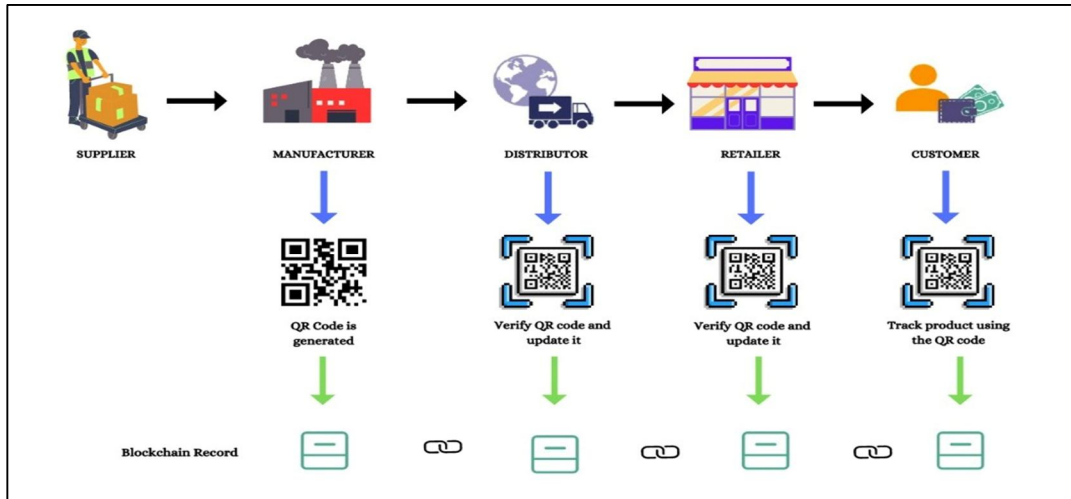 SUPPLIER
MANUFACTURER
DISTRIBUTOR
RETAILER
CUSTOMER
QR Code is
generated
Verify QR code and
update it
Verify QR code and
update it
Track product using
the QR code
Blockchain Record